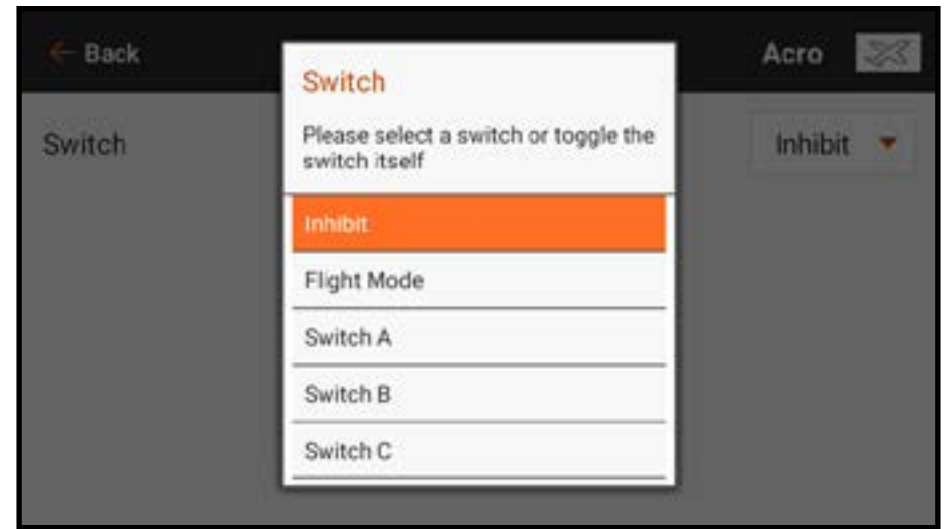 ← Back
Acro
Switch
Inhibit
Switch
Please select a switch or toggle the
switch itself
Inhibit
Flight Mode
Switch A
Switch B
Switch C